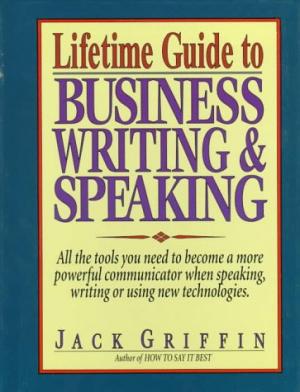 Lifetime Guide to
BUSINESS
WRITING &
SPEAKING
All the tools you need to become a more
powerful communicator when speaking,
writing or using new technologies.
JACK GRIFFIN
Author of HOW TO SAY IT BEST